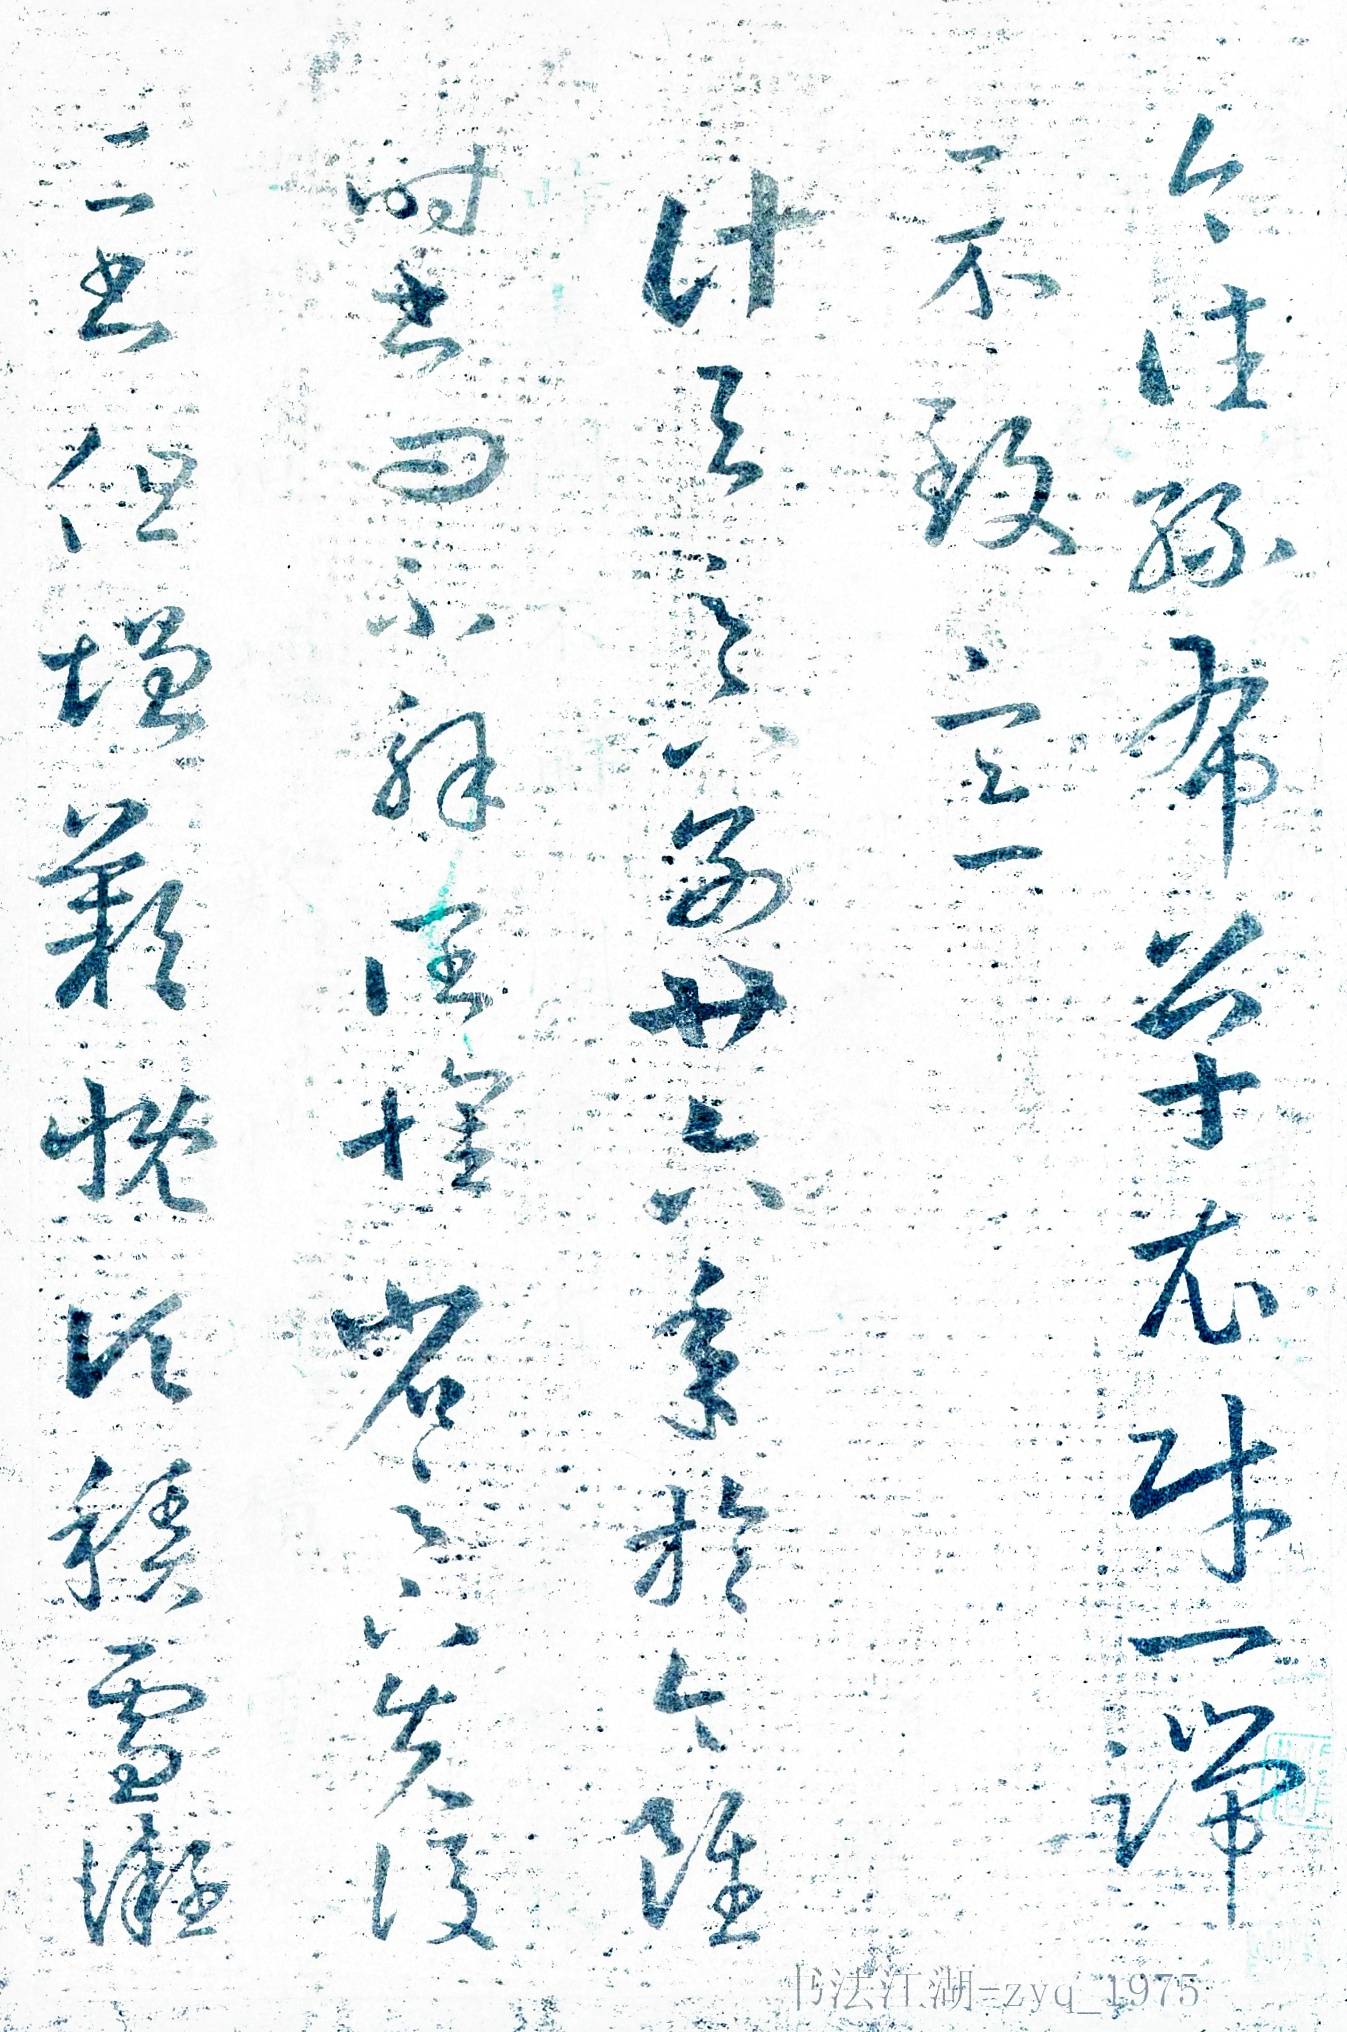 今往絲布單衣財一端
示致意
計與足下別廿六年於今雖
時書問不解闊懷省足下先後
二書但增歎慨頃積雪凝
书法江湖=zyq_1975